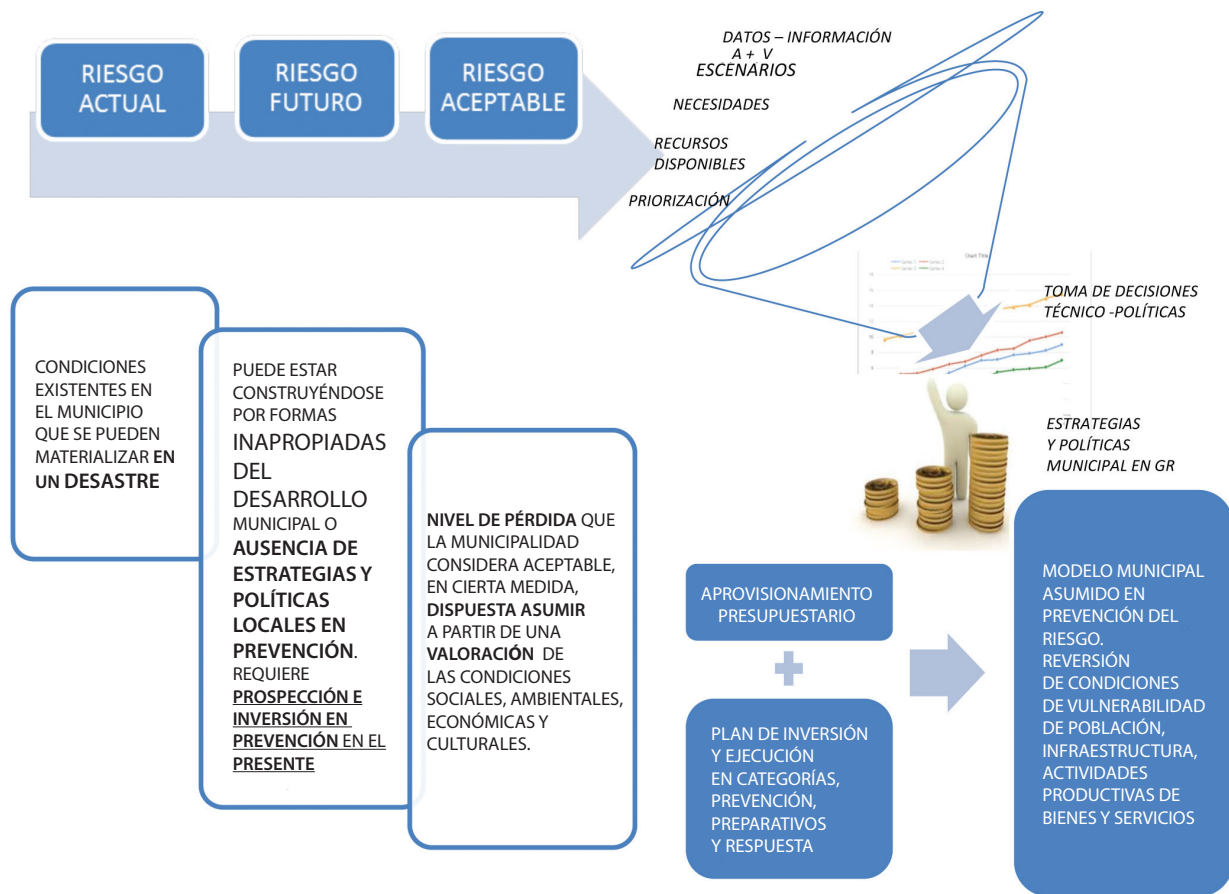 RIESGO
ACTUAL
RIESGO
FUTURO
RIESGO
ACEPTABLE
DATOS – INFORMACIÓN
A + V
ESCENARIOS
NECESIDADES
RECURSOS
DISPONIBLES
PRIORIZACIÓN
Chart Title
TOMA DE DECISIONES
TÉCNICO -POLÍTICAS
ESTRATEGIAS
Y POLÍTICAS
MUNICIPAL EN GR
CONDICIONES
EXISTENTES EN
EL MUNICIPIO
QUE SE PUEDEN
MATERIALIZAR EN
UN DESASTRE
PUEDE ESTAR
CONSTRUYÉNDOSE
POR FORMAS
INAPROPIADAS
DEL
DESARROLLO
MUNICIPAL O
AUSENCIA DE
ESTRATEGIAS Y
POLÍTICAS
LOCALES EN
PREVENCIÓN.
REQUIERE
PROSPECCIÓN E
INVERSIÓN EN
PREVENCIÓN EN EL
PRESENTE
NIVEL DE PÉRDIDA QUE
LA MUNICIPALIDAD
CONSIDERA ACEPTABLE,
EN CIERTA MEDIDA,
DISPUESTA ASUMIR
A PARTIR DE UNA
VALORACIÓN DE
LAS CONDICIONES
SOCIALES, AMBIENTALES,
ECONÓMICAS Y
CULTURALES.
APROVISIONAMIENTO
PRESUPUESTARIO
PLAN DE INVERSIÓN
Y EJECUCIÓN
EN CATEGORÍAS,
PREVENCIÓN,
PREPARATIVOS
Y RESPUESTA
MODELO MUNICIPAL
ASUMIDO EN
PREVENCIÓN DEL
RIESGO.
REVERSIÓN
DE CONDICIONES
DE VULNERABILIDAD
DE POBLACIÓN,
INFRAESTRUCTURA,
ACTIVIDADES
PRODUCTIVAS DE
BIENES Y SERVICIOS